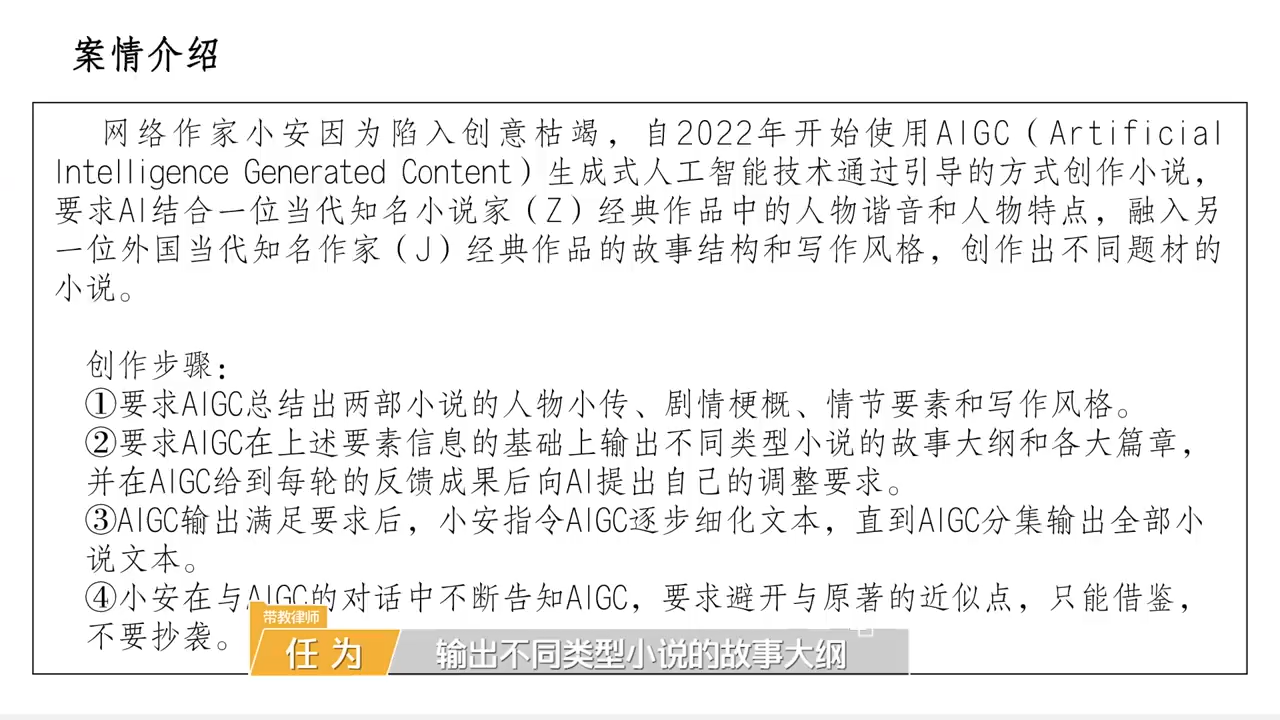 案情介绍
网络作家小安因为陷入创意枯竭，自2022年开始使用AIGC（Artificial
Intelligence Generated Content）生成式人工智能技术通过引导的方式创作小说，
要求AI结合一位当代知名小说家（Z）经典作品中的人物谐音和人物特点，融入另
一位外国当代知名作家（J）经典作品的故事结构和写作风格，创作出不同题材的
小说。
创作步骤：
①要求AIGC总结出两部小说的人物小传、剧情梗概、情节要素和写作风格。
②要求AIGC在上述要素信息的基础上输出不同类型小说的故事大纲和各大篇章，
并在AIGC给到每轮的反馈成果后向AI提出自己的调整要求。
③AIGC输出满足要求后，小安指令AIGC逐步细化文本，直到AIGC分集输出全部小
说文本。
④小安在与AIGC的对话中不断告知AIGC，要求避开与原著的近似点，只能借鉴，
不要抄袭。
带教律师
任为
输出不同类型小说的故事大纲